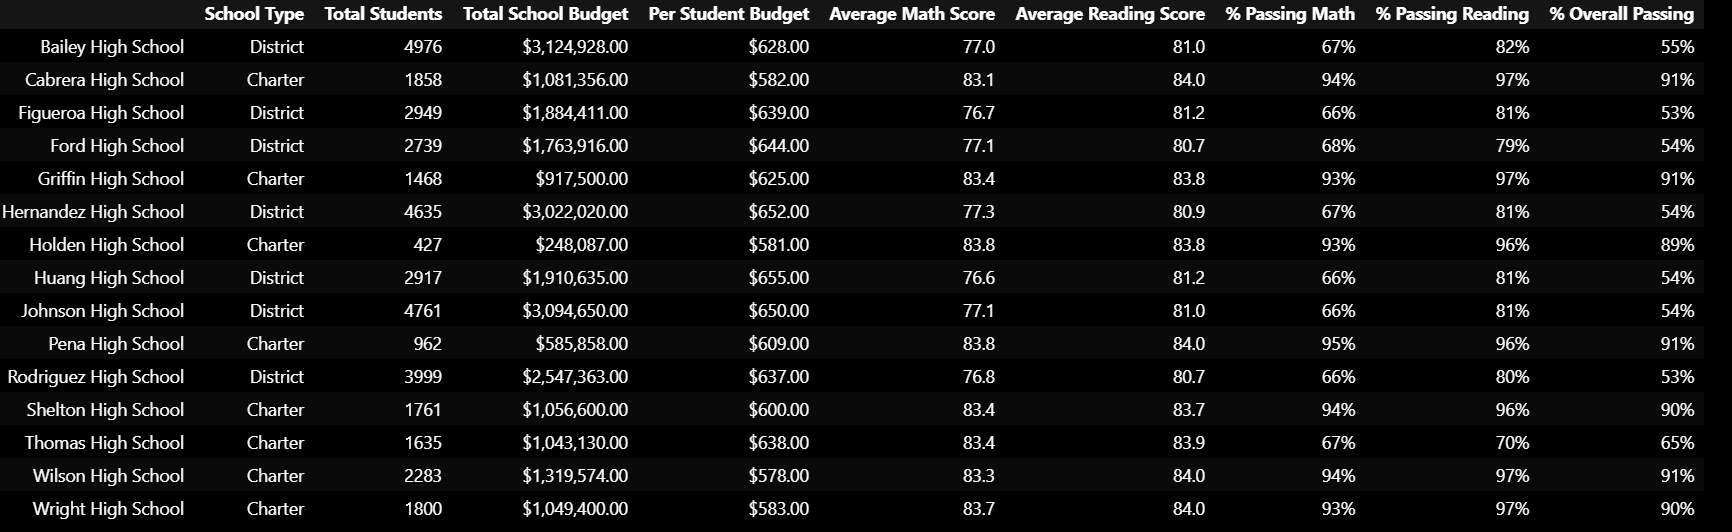 School Type Total Students Total School Budget Per Student Budget Average Math Score Average Reading Score % Passing Math % Passing Reading % Overall Passing
Bailey High School District 4976 $3,124,928.00 $628.00 77.0 81.0 67% 82% 55%
Cabrera High School Charter 1858 $1,081,356.00 $582.00 83.1 84.0 94% 97% 91%
Figueroa High School District 2949 $1,884,411.00 $639.00 76.7 81.2 66% 81% 53%
Ford High School District 2739 $1,763,916.00 $644.00 77.1 80.7 68% 79% 54%
Griffin High School Charter 1468 $917,500.00 $625.00 83.4 83.8 93% 97% 91%
Hernandez High School District 4635 $3,022,020.00 $652.00 77.3 80.9 67% 81% 54%
Holden High School Charter 427 $248,087.00 $581.00 83.8 83.8 93% 96% 89%
Huang High School District 2917 $1,910,635.00 $655.00 76.6 81.2 66% 81% 54%
Johnson High School District 4761 $3,094,650.00 $650.00 77.1 81.0 66% 81% 54%
Pena High School Charter 962 $585,858.00 $609.00 83.8 84.0 95% 96% 91%
Rodriguez High School District 3999 $2,547,363.00 $637.00 76.8 80.7 66% 80% 53%
Shelton High School Charter 1761 $1,056,600.00 $600.00 83.4 83.7 94% 96% 90%
Thomas High School Charter 1635 $1,043,130.00 $638.00 83.4 83.9 67% 70% 65%
Wilson High School Charter 2283 $1,319,574.00 $578.00 83.3 84.0 94% 97% 91%
Wright High School Charter 1800 $1,049,400.00 $583.00 83.7 84.0 93% 97% 90%